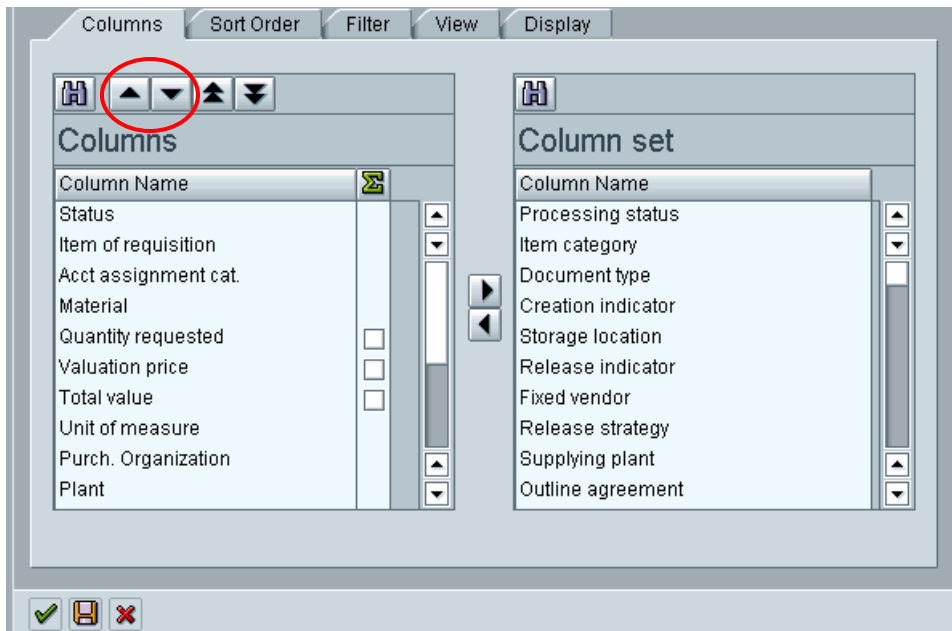 Columns Sort Order Filter View Display
Columns
Column Name
Status
Item of requisition
Acct assignment cat.
Material
Quantity requested
Valuation price
Total value
Unit of measure
Purch. Organization
Plant
Column set
Column Name
Processing status
Item category
Document type
Creation indicator
Storage location
Release indicator
Fixed vendor
Release strategy
Supplying plant
Outline agreement